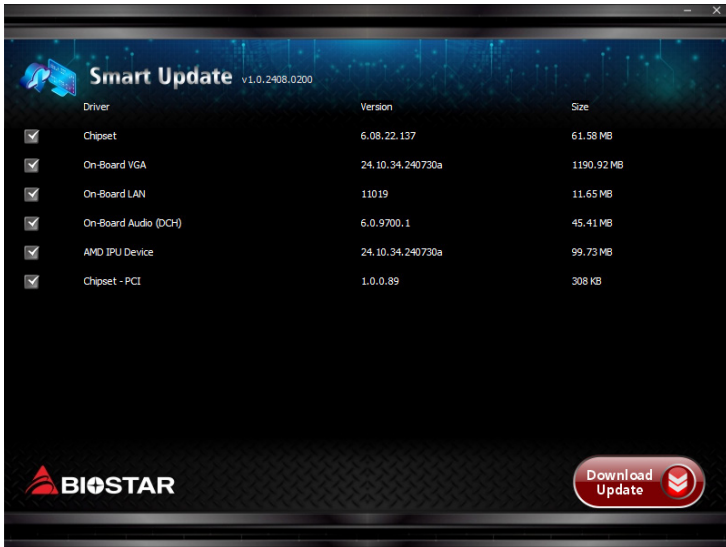 Smart Update v1.0.2408.0200
Driver Version Size
Chipset 6.08.22.137 61.58 MB
On-Board VGA 24.10.34.240730a 1190.92 MB
On-Board LAN 11019 11.65 MB
On-Board Audio (DCH) 6.0.9700.1 45.41 MB
AMD IPU Device 24.10.34.240730a 99.73 MB
Chipset - PCI 1.0.0.89 308 KB
BIOSTAR
Download
Update